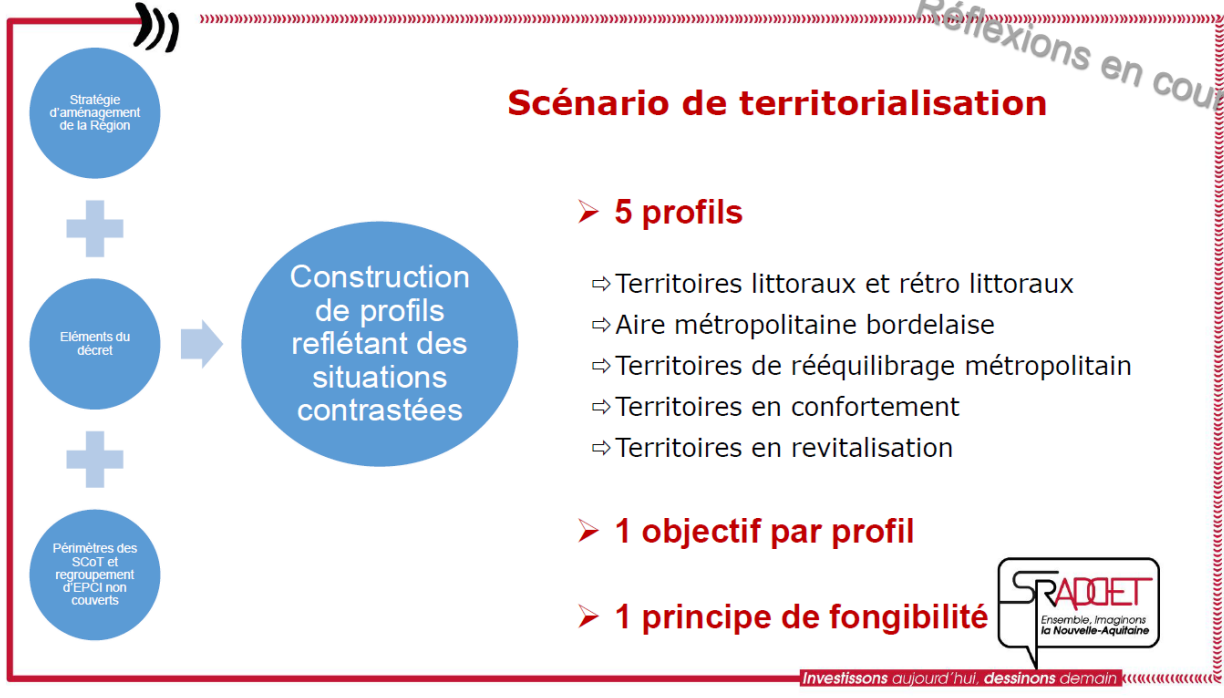 Réflexions en cour
Stratégie
d'aménagement
de la Région
Eléments du
décret
Périmètres des
SCoT et
regroupement
d'EPCI non
couverts
Construction
de profils
reflétant des
situations
contrastées
Scénario de territorialisation
5 profils
Territoires littoraux et rétro littoraux
Aire métropolitaine bordelaise
Territoires de rééquilibrage métropolitain
Territoires en confortement
Territoires en revitalisation
1 objectif par profil
1 principe de fongibilité
SRADDET
Ensemble, Imaginons
la Nouvelle-Aquitaine
Investissons aujourd'hui, dessinons demain